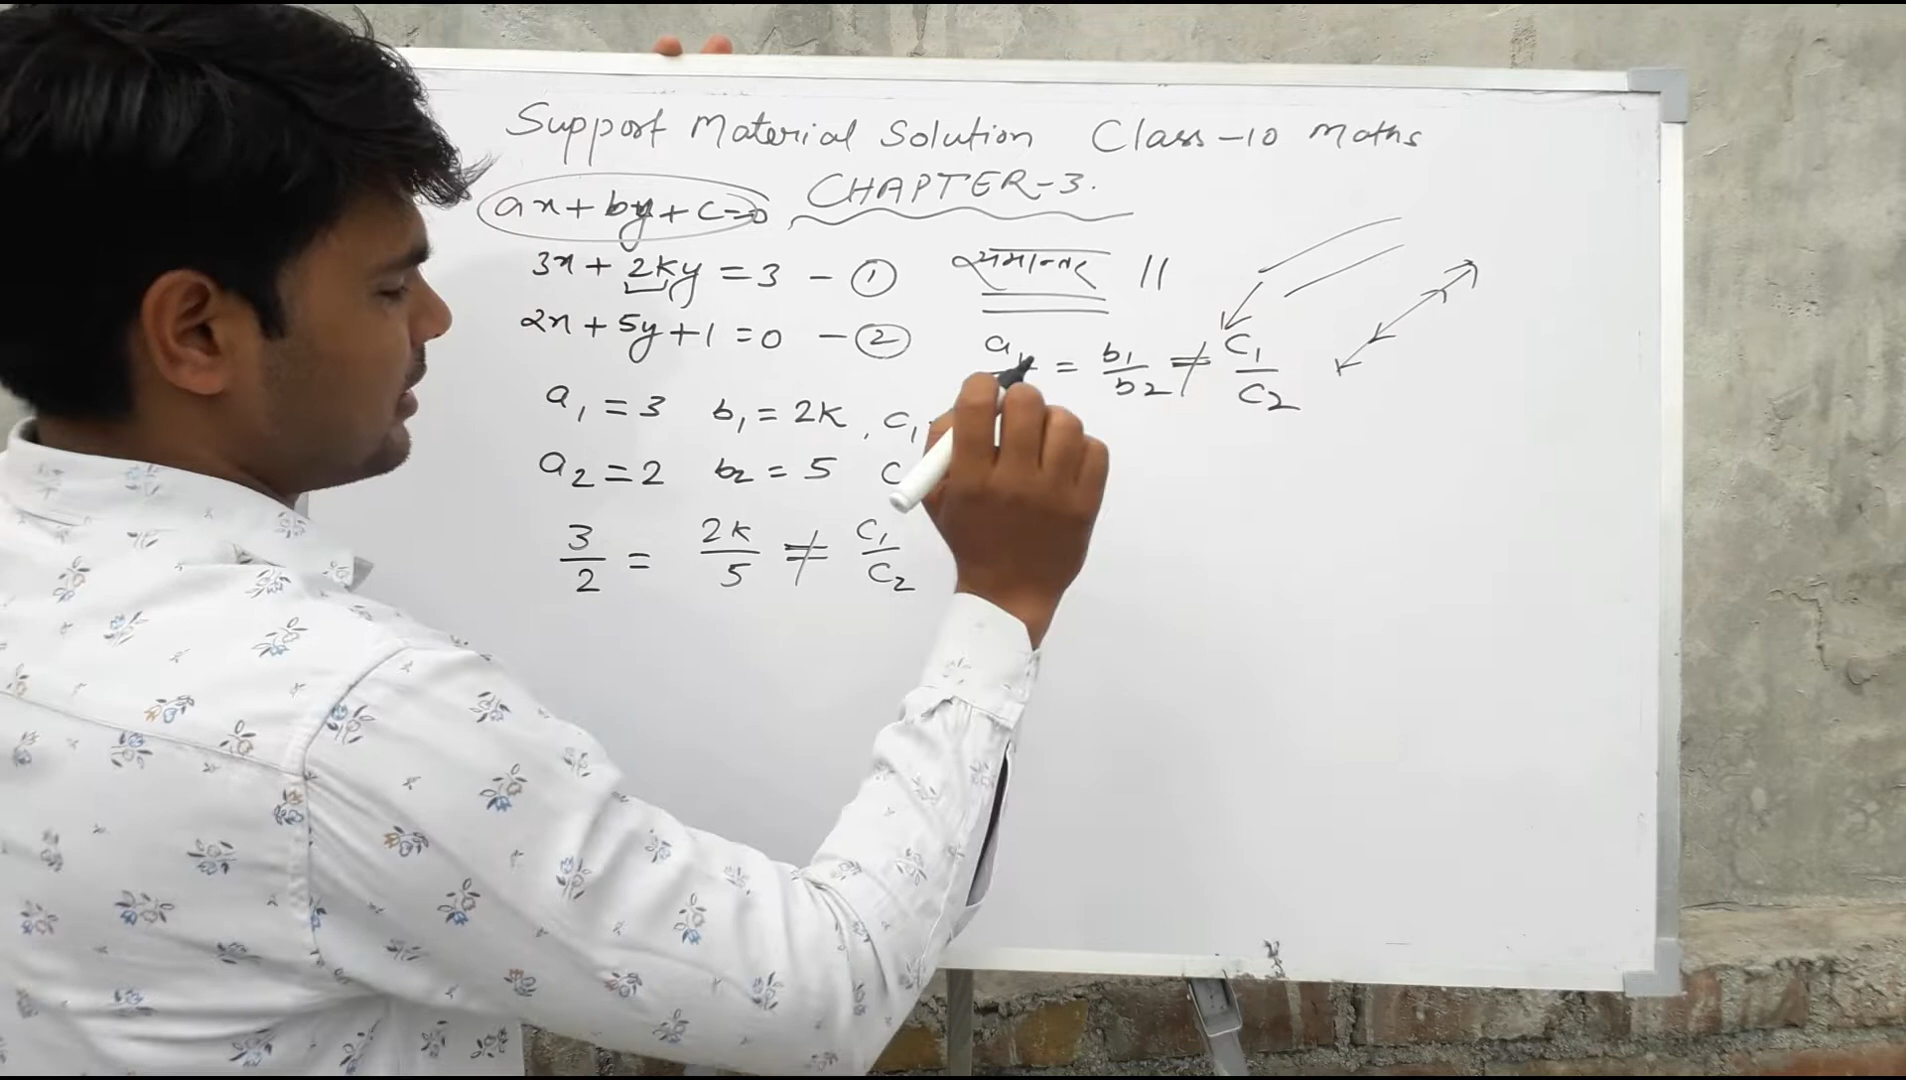 Support Material Solution Class-10 Maths
CHAPTER-3.
ax+by+c=0
3x+2ky=3 - ①
2x+5y+1=0 - ②
समान्तर ||
a₁ = b₁/b₂ ≠ c₁/c₂
a₁=3 b₁=2k, c₁
a₂=2 b₂=5 c
3/2 = 2k/5 ≠ c₁/c₂